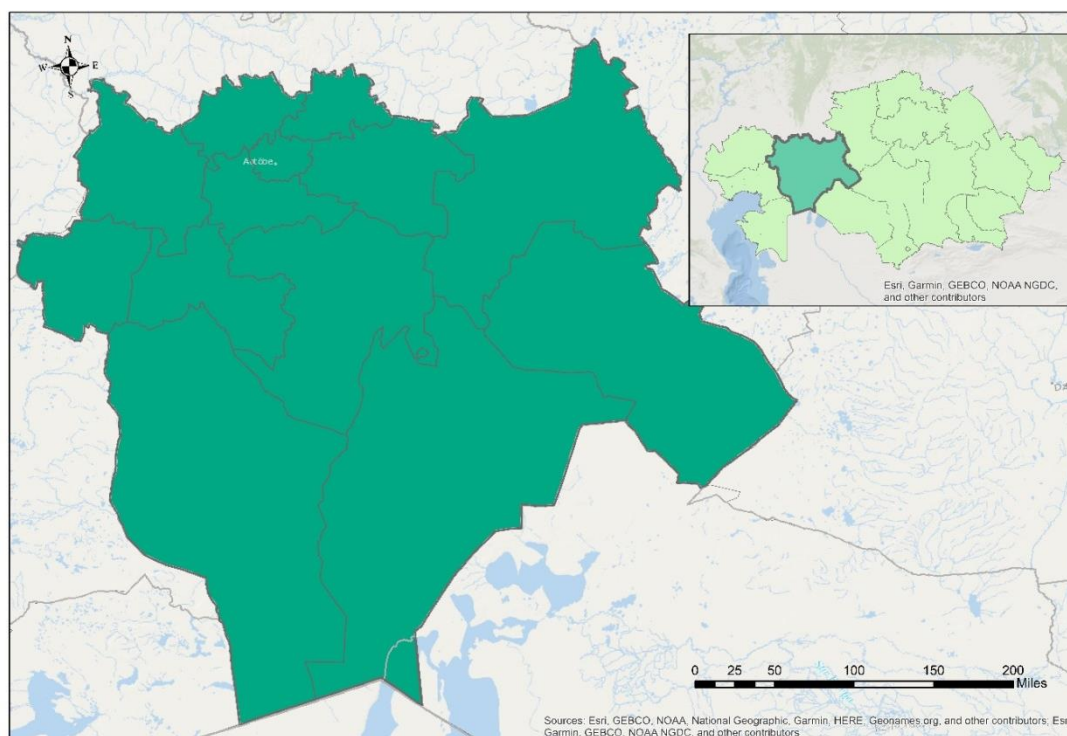 N
W E
S
Aktobe
Esri, Garmin, GEBCO, NOAA NGDC,
and other contributors
0 25 50 100 150 200
Miles
Sources: Esri, GEBCO, NOAA, National Geographic, Garmin, HERE, Geonames.org, and other contributors, Esri
Garmin, GEBCO, NOAA NGDC, and other contributors